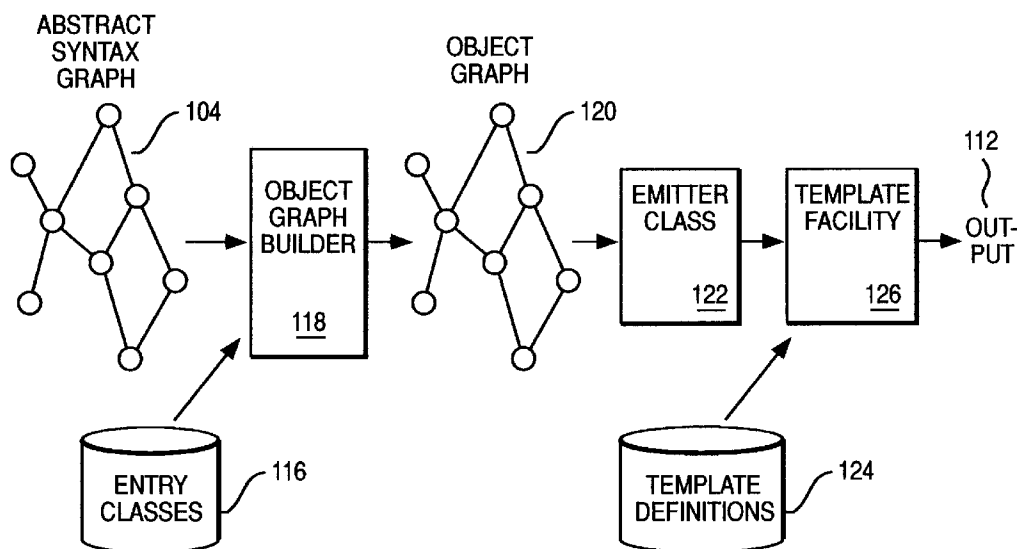 ABSTRACT
SYNTAX
GRAPH
104
OBJECT
GRAPH
BUILDER
118
OBJECT
GRAPH
120
EMITTER
CLASS
122
TEMPLATE
FACILITY
126
112
OUT-
PUT
ENTRY
CLASSES
116
TEMPLATE
DEFINITIONS
124